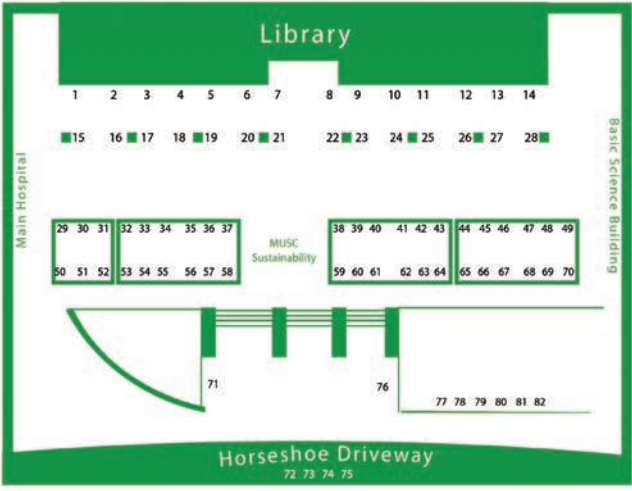 Library
1 2 3 4 5 6 7 8 9 10 11 12 13 14
15 16 17 18 19 20 21 22 23 24 25 26 27 28
Main Hospital
Basic Science Building
29 30 31 32 33 34 35 36 37 38 39 40 41 42 43 44 45 46 47 48 49
MUSC
Sustainability
50 51 52 53 54 55 56 57 58 59 60 61 62 63 64 65 66 67 68 69 70
71 76
77 78 79 80 81 82
Horseshoe Driveway
72 73 74 75